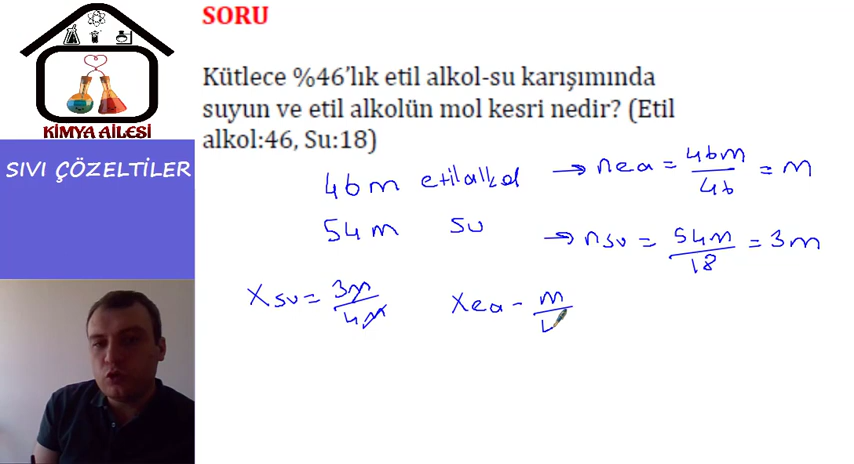 SORU
KİMYA AİLESİ
SIVI ÇÖZELTİLER
Kütlece %46'lık etil alkol-su karışımında
suyun ve etil alkolün mol kesri nedir? (Etil
alkol:46, Su:18)
46m etil alkol → nea = 46m/46 = m
54m su → nsu = 54m/18 = 3m
Xsu = 3m/4m Xea - m/